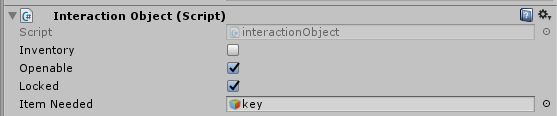 Interaction Object (Script)
Script interactionObject
Inventory
Openable
Locked
Item Needed key